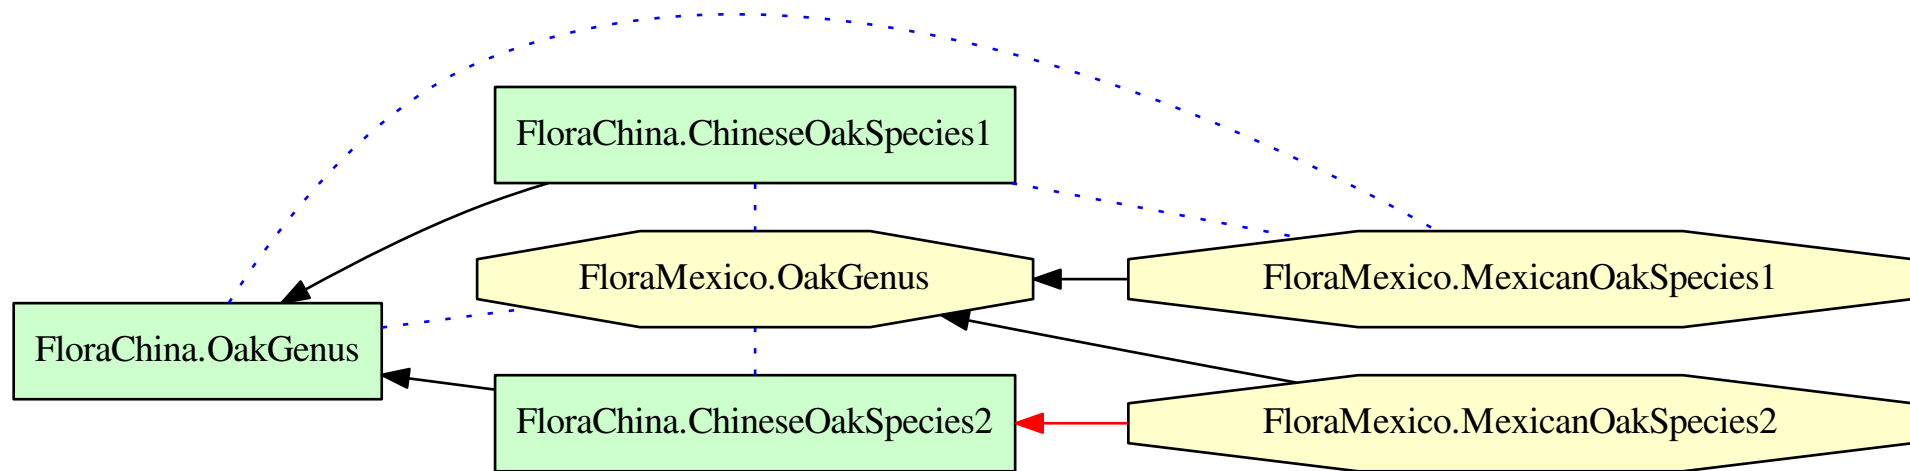 FloraChina.ChineseOakSpecies1
FloraMexico.OakGenus
FloraMexico.MexicanOakSpecies1
FloraChina.OakGenus
FloraChina.ChineseOakSpecies2
FloraMexico.MexicanOakSpecies2